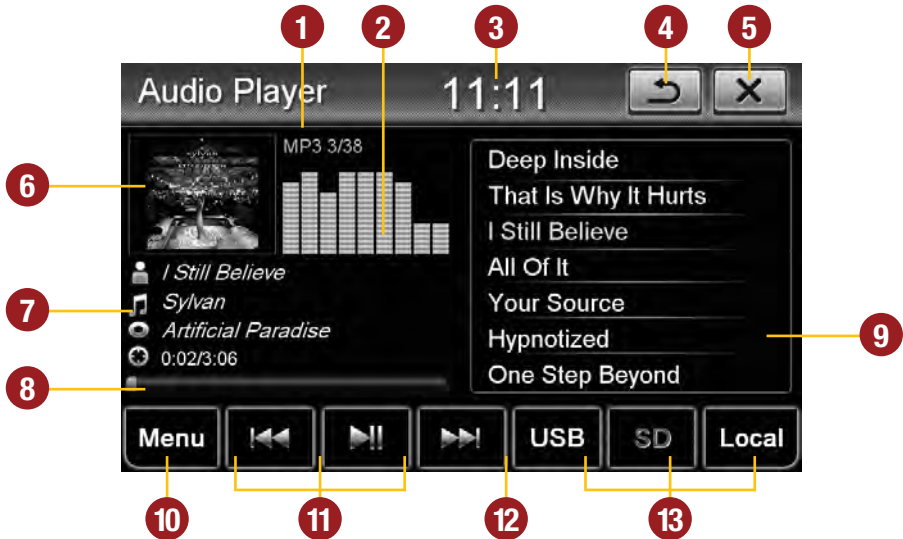 1 2 3 4 5
Audio Player 11:11
MP3 3/38
6
I Still Believe
7 Sylvan
Artificial Paradise
0:02/3:06
8
Deep Inside
That Is Why It Hurts
I Still Believe
All Of It
Your Source
Hypnotized
9
One Step Beyond
Menu USB SD Local
10 11 12 13